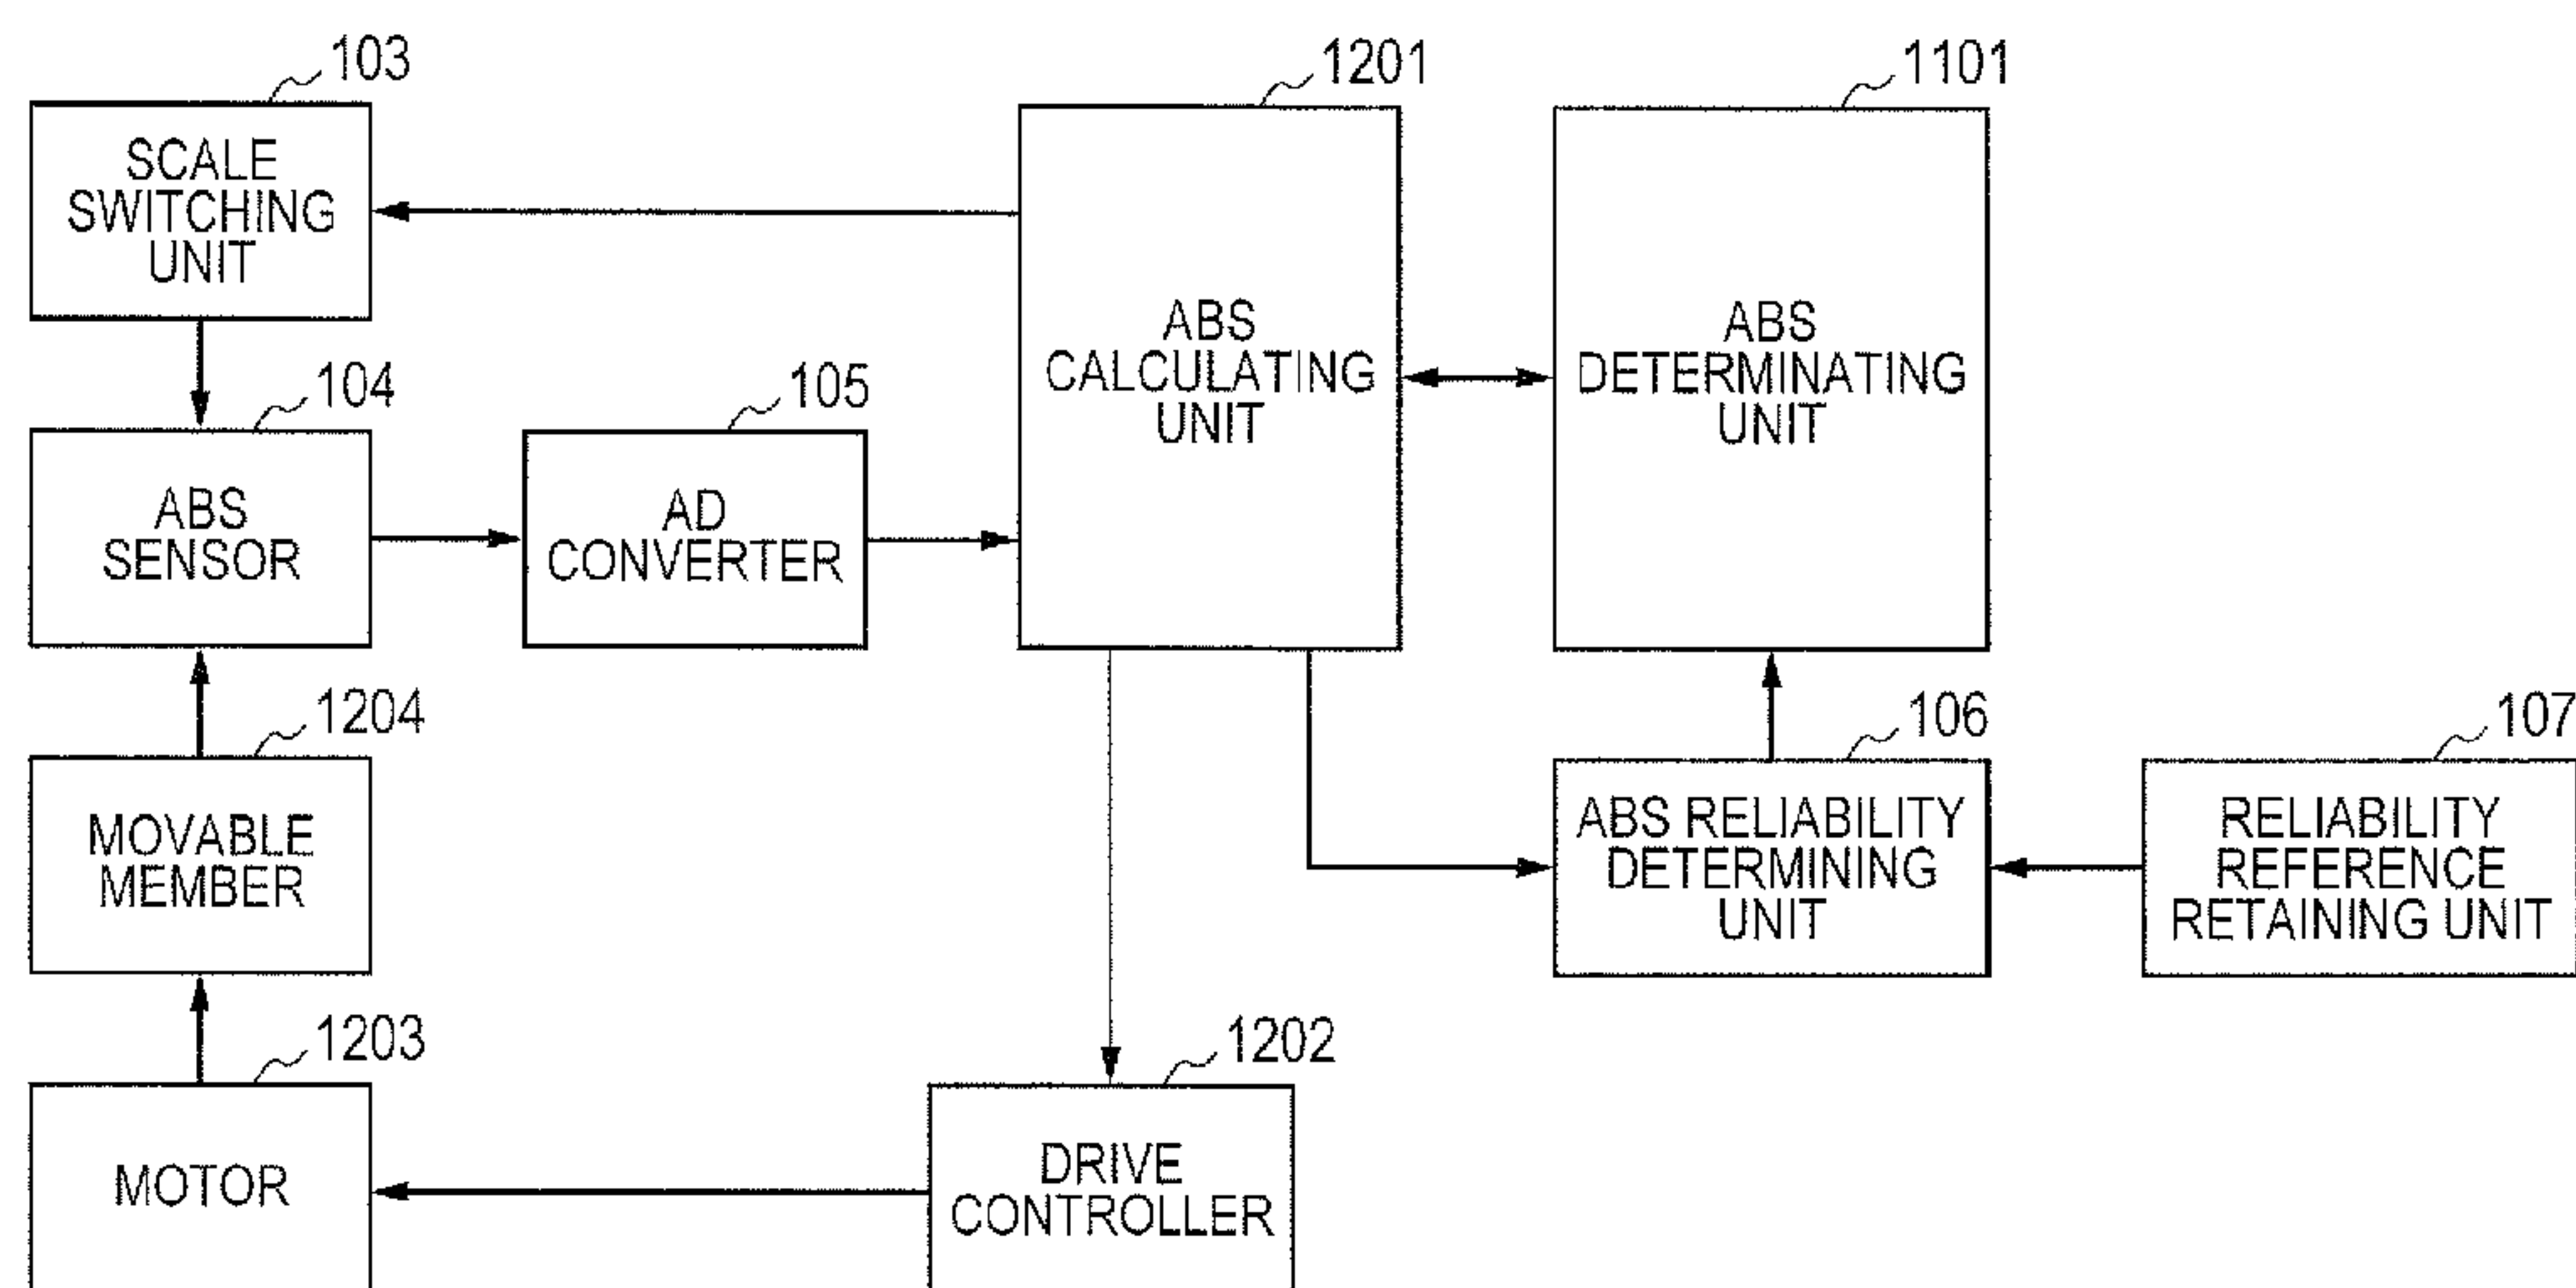 103
SCALE
SWITCHING
UNIT
1201
ABS
CALCULATING
UNIT
1101
ABS
DETERMINATING
UNIT
104
ABS
SENSOR
105
AD
CONVERTER
1204
MOVABLE
MEMBER
106
ABS RELIABILITY
DETERMINING
UNIT
107
RELIABILITY
REFERENCE
RETAINING UNIT
1203
MOTOR
1202
DRIVE
CONTROLLER